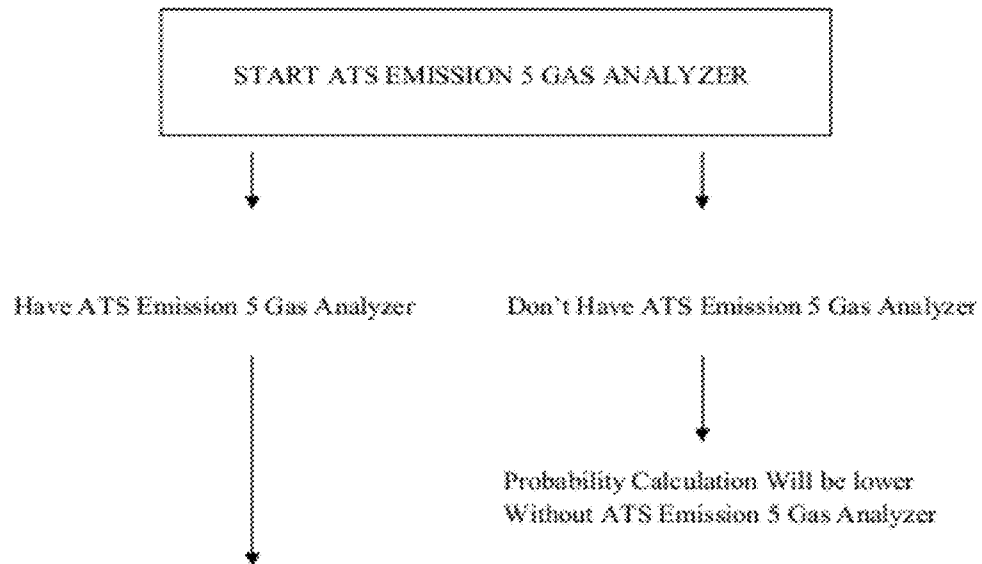 START ATS EMISSION 5 GAS ANALYZER
Have ATS Emission 5 Gas Analyzer
Don't Have ATS Emission 5 Gas Analyzer
Probability Calculation Will be lower
Without ATS Emission 5 Gas Analyzer